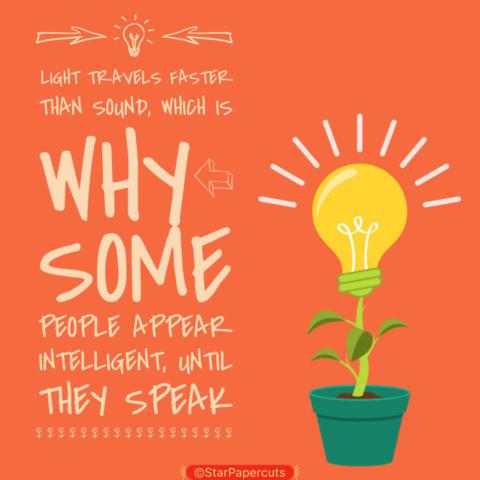 LIGHT TRAVELS FASTER
THAN SOUND, WHICH IS
WHY
SOME
PEOPLE APPEAR
INTELLIGENT, UNTIL
THEY SPEAK
©StarPapercuts